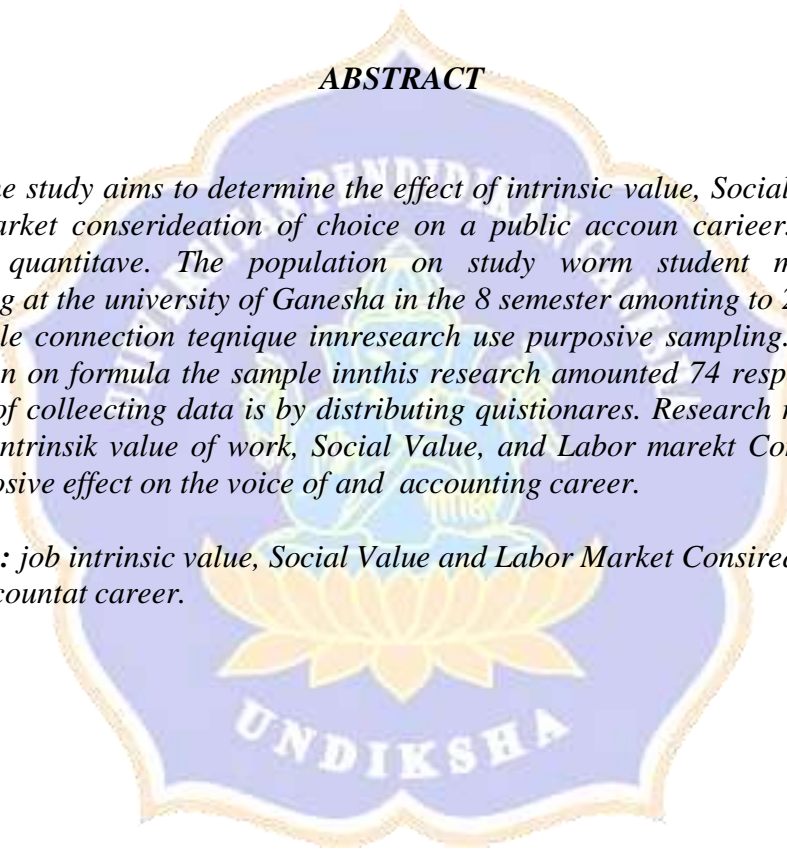 ABSTRACT
e study aims to determine the effect of intrinsic value, Social
arket conserideation of choice on a public accoun carieer.
quantitave. The population on study worm student m
g at the university of Ganesha in the 8 semester amonting to 2
le connection teqnique innresearch use purposive sampling.
n on formula the sample innthis research amounted 74 resp
of colleecting data is by distributing quistionares. Research r
ntrinsik value of work, Social Value, and Labor marekt Co
osive effect on the voice of and accounting career.
: job intrinsic value, Social Value and Labor Market Consirea
countat career.
UNDIKSHA